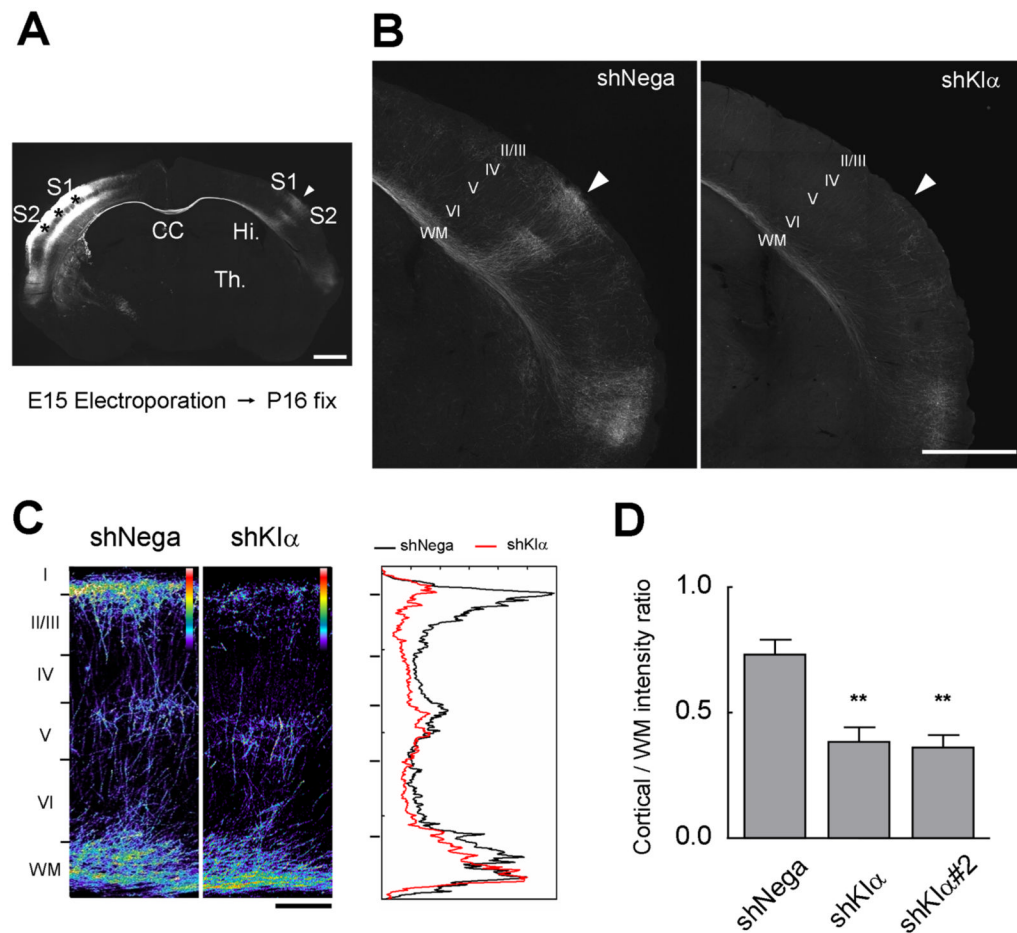 A
S1
S2
* * *
CC
Hi.
Th.
S1
S2
E15 Electroporation → P16 fix
B
shNega
II/III
IV
V
VI
WM
shKIα
II/III
IV
V
VI
WM
C
shNega
shKIα
I
II/III
IV
V
VI
WM
shNega
shKIα
D
Cortical / WM intensity ratio
1.0
0.5
0.0
**
**
shNega
shKIα
shKIα#2